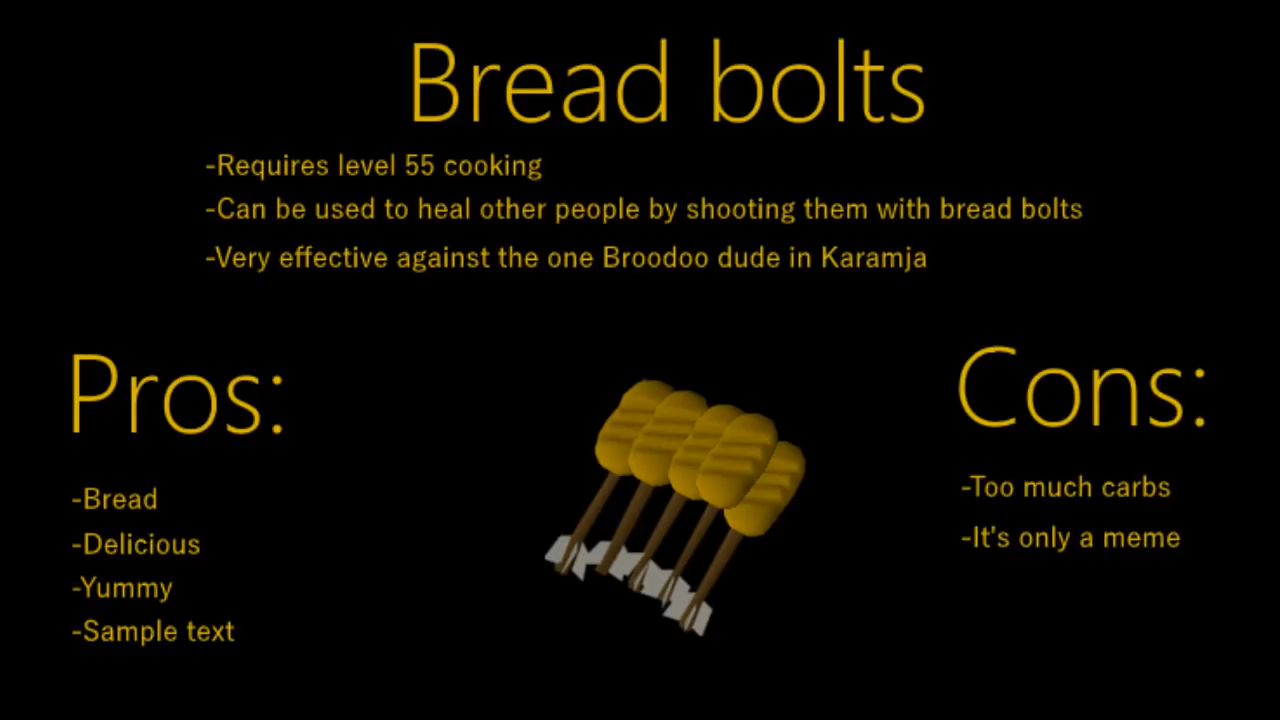 Bread bolts
-Requires level 55 cooking
-Can be used to heal other people by shooting them with bread bolts
-Very effective against the one Broodoo dude in Karamja
Pros:
-Bread
-Delicious
-Yummy
-Sample text
Cons:
-Too much carbs
-It's only a meme